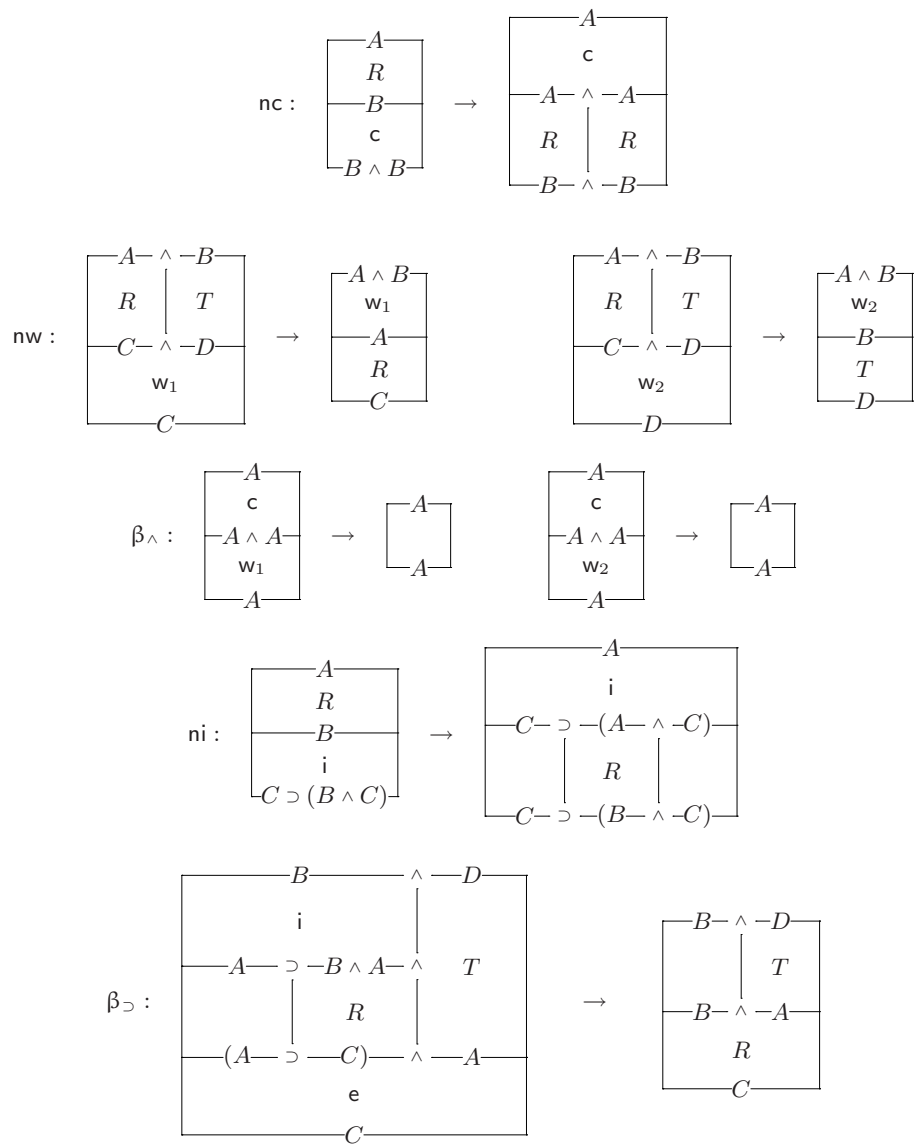 A A
R c
nc : B → A ∧ A
c R R
B ∧ B B ∧ B
A ∧ B A ∧ B A ∧ B A ∧ B
R T w₁ R T w₂
nw : C ∧ D → A C ∧ D → B
w₁ R w₂ T
C C D D
A A
c A c A
β∧ : A ∧ A → A ∧ A →
w₁ A w₂ A
A A
A A
R i
ni : B → C ⊃ (A ∧ C)
i R
C ⊃ (B ∧ C) C ⊃ (B ∧ C)
B ∧ D
i B ∧ D
A ⊃ B ∧ A ∧ T T
β⊃ : R → B ∧ A
(A ⊃ C) ∧ A R
e C
C